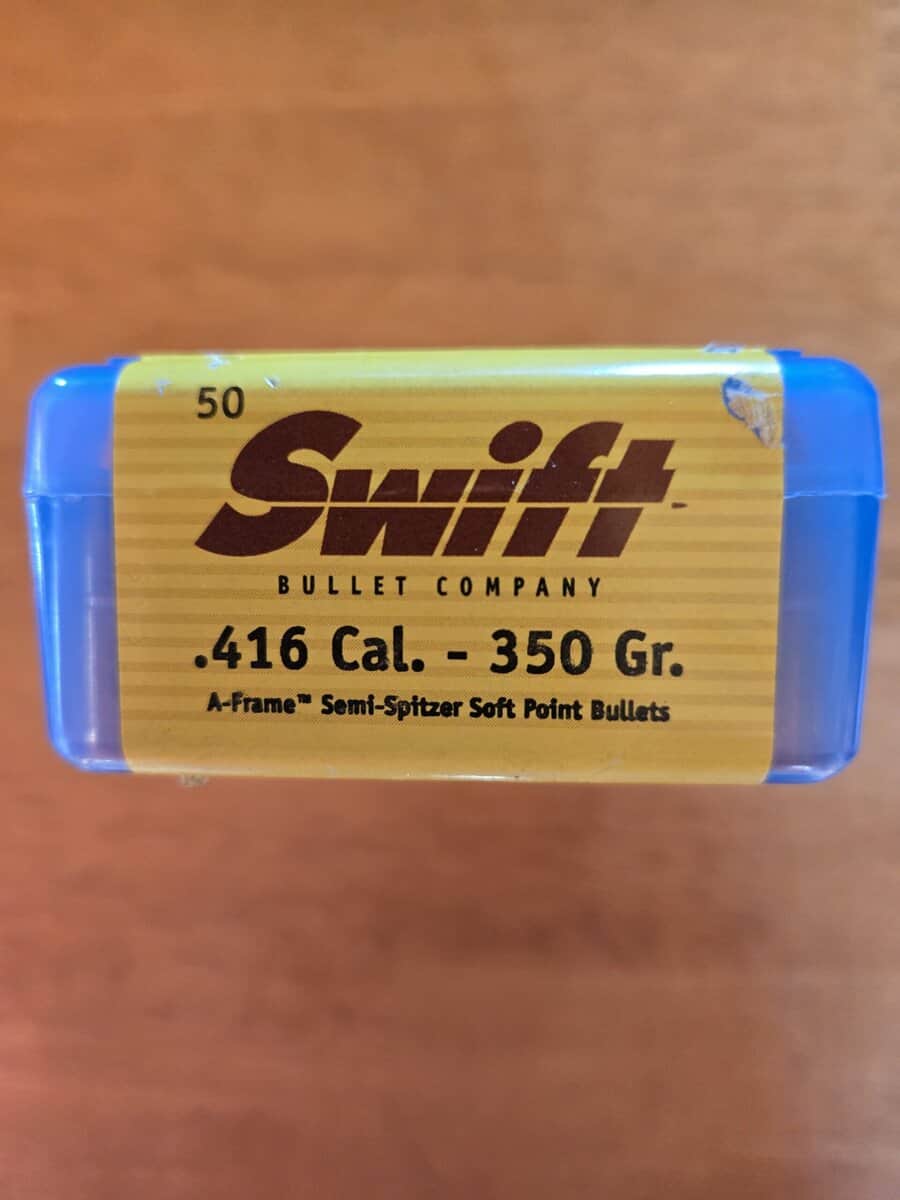 50
Swift
BULLET COMPANY
.416 Cal. - 350 Gr.
A-Frame™ Semi-Spitzer Soft Point Bullets